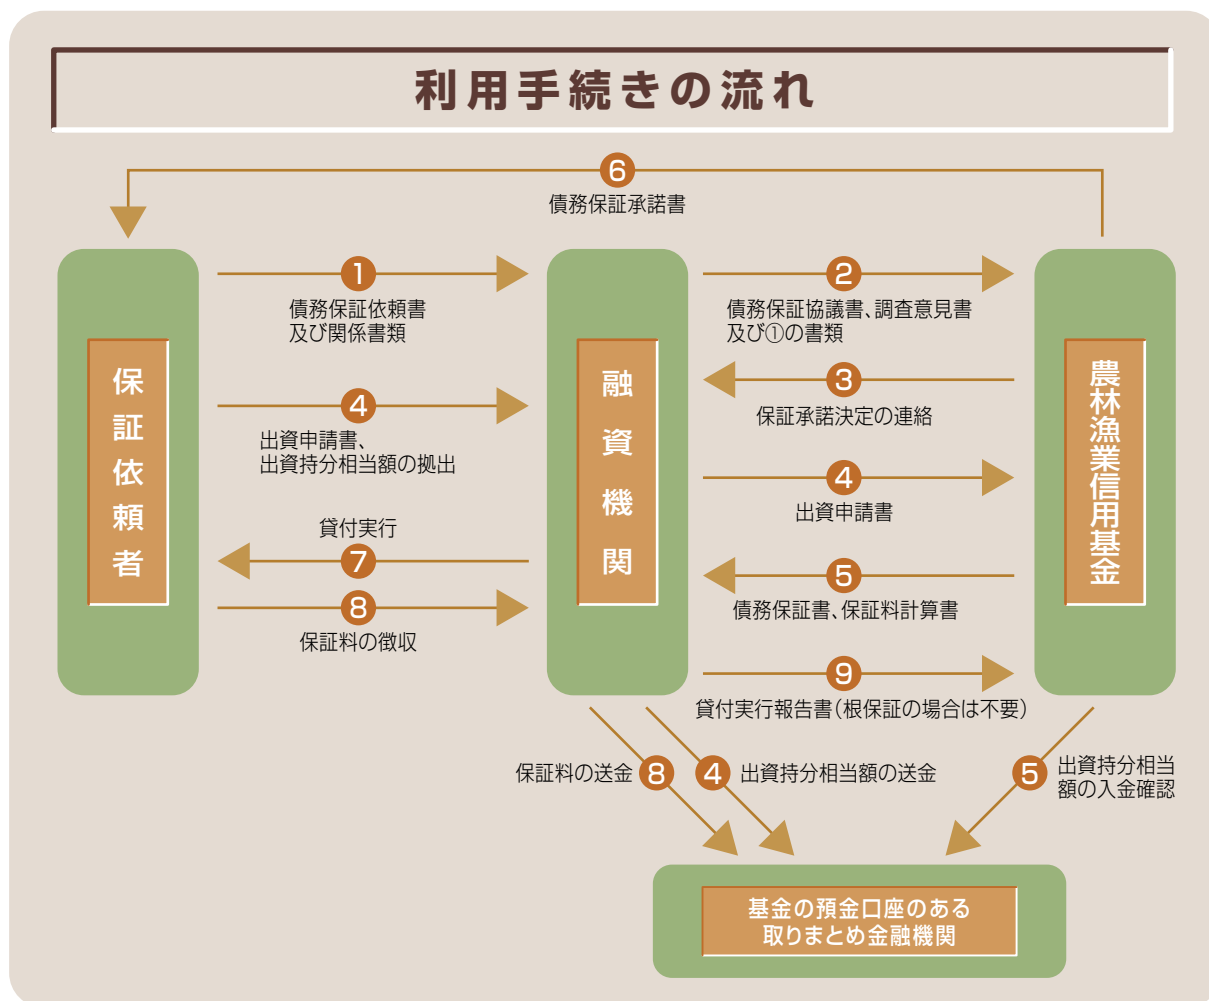 利用手続きの流れ
6
債務保証承諾書
1
債務保証依頼書
及び関係書類
2
債務保証協議書、調査意見書
及び①の書類
3
保証承諾決定の連絡
保証依頼者
融資機関
農林漁業信用基金
4
出資申請書、
出資持分相当額の拠出
4
出資申請書
貸付実行
7
5
債務保証書、保証料計算書
8
保証料の徴収
9
貸付実行報告書(根保証の場合は不要)
保証料の送金 8
4 出資持分相当額の送金
5
出資持分相当
額の入金確認
基金の預金口座のある
取りまとめ金融機関